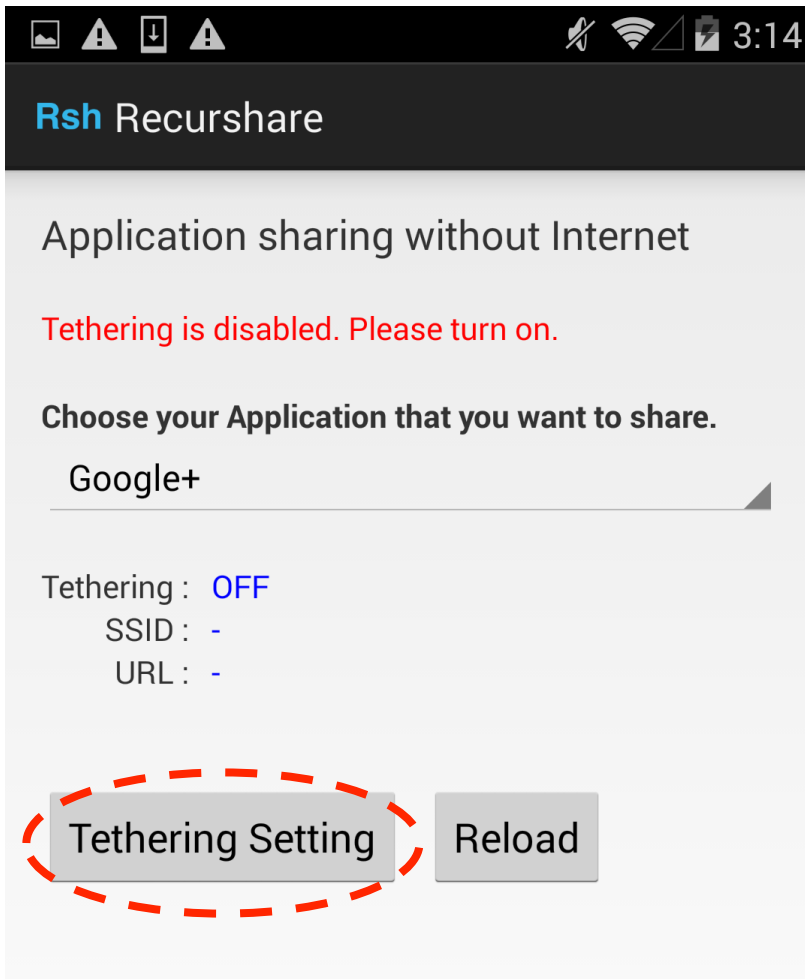 3:14
Rsh Recurshare
Application sharing without Internet
Tethering is disabled. Please turn on.
Choose your Application that you want to share.
Google+
Tethering : OFF
SSID : -
URL : -
Tethering Setting Reload